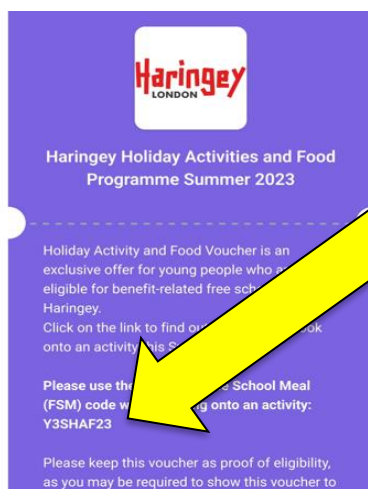 Haringey
LONDON
Haringey Holiday Activities and Food
Programme Summer 2023
Holiday Activity and Food Voucher is an
exclusive offer for young people who
eligible for benefit-related free
Haringey.
Click on the link to find
onto an activity
Please use the School Meal
(FSM) code onto an activity:
Y3SHAF23
Please keep this voucher as proof of eligibility,
as you may be required to show this voucher to